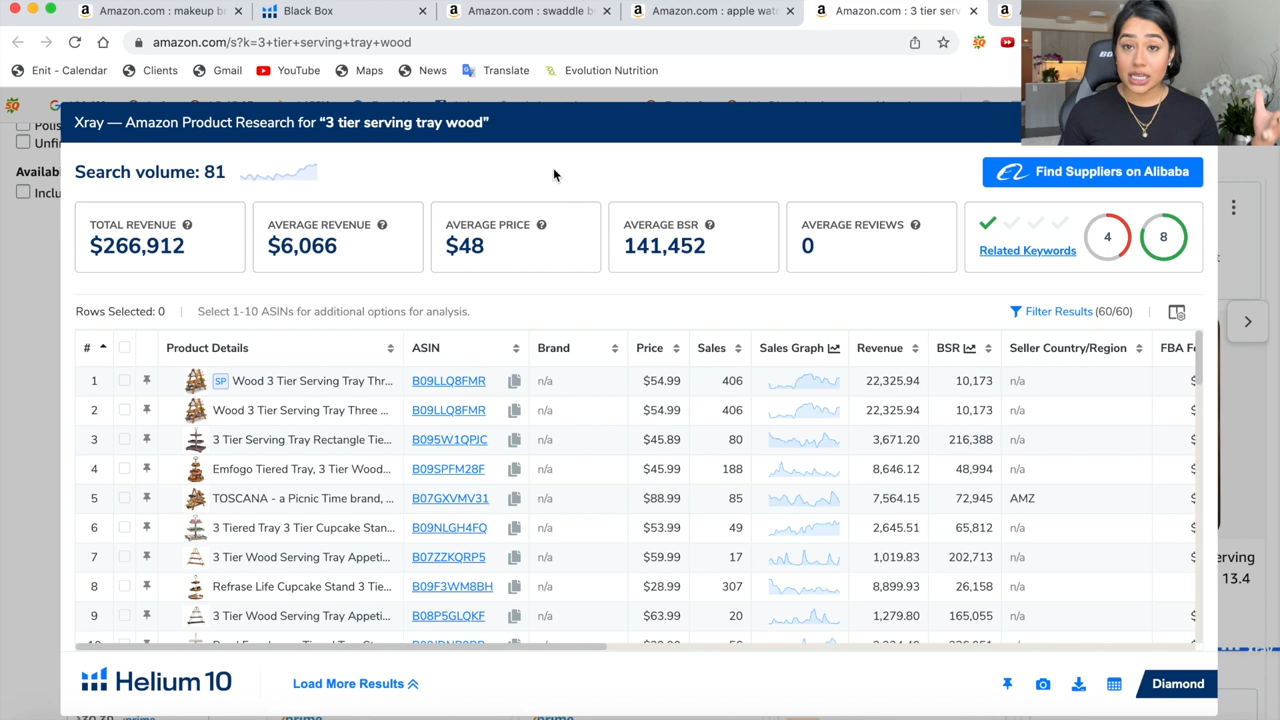 Amazon.com : makeup br
Black Box
Amazon.com : swaddle b
Amazon.com : apple wat
Amazon.com : 3 tier serv
amazon.com/s?k=3+tier+serving+tray+wood
Enit - Calendar
Clients
Gmail
YouTube
Maps
News
Translate
Evolution Nutrition
Polis
Unfi
Availab
Inclu
Xray — Amazon Product Research for “3 tier serving tray wood”
Search volume: 81
Find Suppliers on Alibaba
TOTAL REVENUE
$266,912
AVERAGE REVENUE
$6,066
AVERAGE PRICE
$48
AVERAGE BSR
141,452
AVERAGE REVIEWS
0
Related Keywords
4
8
Rows Selected: 0
Select 1-10 ASINs for additional options for analysis.
Filter Results (60/60)
# Product Details ASIN Brand Price Sales Sales Graph Revenue BSR Seller Country/Region FBA Fe
1 SP Wood 3 Tier Serving Tray Thr... B09LLQ8FMR n/a $54.99 406 22,325.94 10,173 n/a $
2 Wood 3 Tier Serving Tray Three ... B09LLQ8FMR n/a $54.99 406 22,325.94 10,173 n/a $
3 3 Tier Serving Tray Rectangle Tie... B095W1QPJC n/a $45.89 80 3,671.20 216,388 n/a $
4 Emfogo Tiered Tray, 3 Tier Wood... B09SPFM28F n/a $45.99 188 8,646.12 48,994 n/a $
5 TOSCANA - a Picnic Time brand, ... B07GXVMV31 n/a $88.99 85 7,564.15 72,945 AMZ $
6 3 Tiered Tray 3 Tier Cupcake Stan... B09NLGH4FQ n/a $53.99 49 2,645.51 65,812 n/a $
7 3 Tier Wood Serving Tray Appeti... B07ZZKQRP5 n/a $59.99 17 1,019.83 202,713 n/a $
8 Refrase Life Cupcake Stand 3 Tie... B09F3WM8BH n/a $28.99 307 8,899.93 26,158 n/a $
9 3 Tier Wood Serving Tray Appeti... B08P5GLQKF n/a $63.99 20 1,279.80 165,055 n/a $
erving
13.4
Helium 10
Load More Results
Diamond